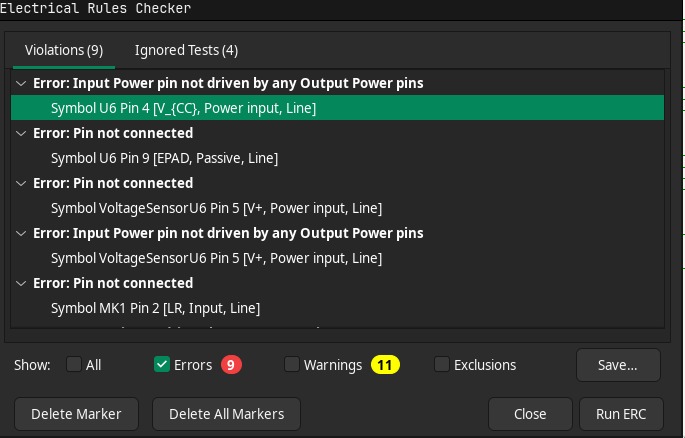 Electrical Rules Checker
Violations (9) Ignored Tests (4)
Error: Input Power pin not driven by any Output Power pins
Symbol U6 Pin 4 [V_{CC}, Power input, Line]
Error: Pin not connected
Symbol U6 Pin 9 [EPAD, Passive, Line]
Error: Pin not connected
Symbol VoltageSensorU6 Pin 5 [V+, Power input, Line]
Error: Input Power pin not driven by any Output Power pins
Symbol VoltageSensorU6 Pin 5 [V+, Power input, Line]
Error: Pin not connected
Symbol MK1 Pin 2 [LR, Input, Line]
Show: All Errors 9 Warnings 11 Exclusions Save...
Delete Marker Delete All Markers Close Run ERC